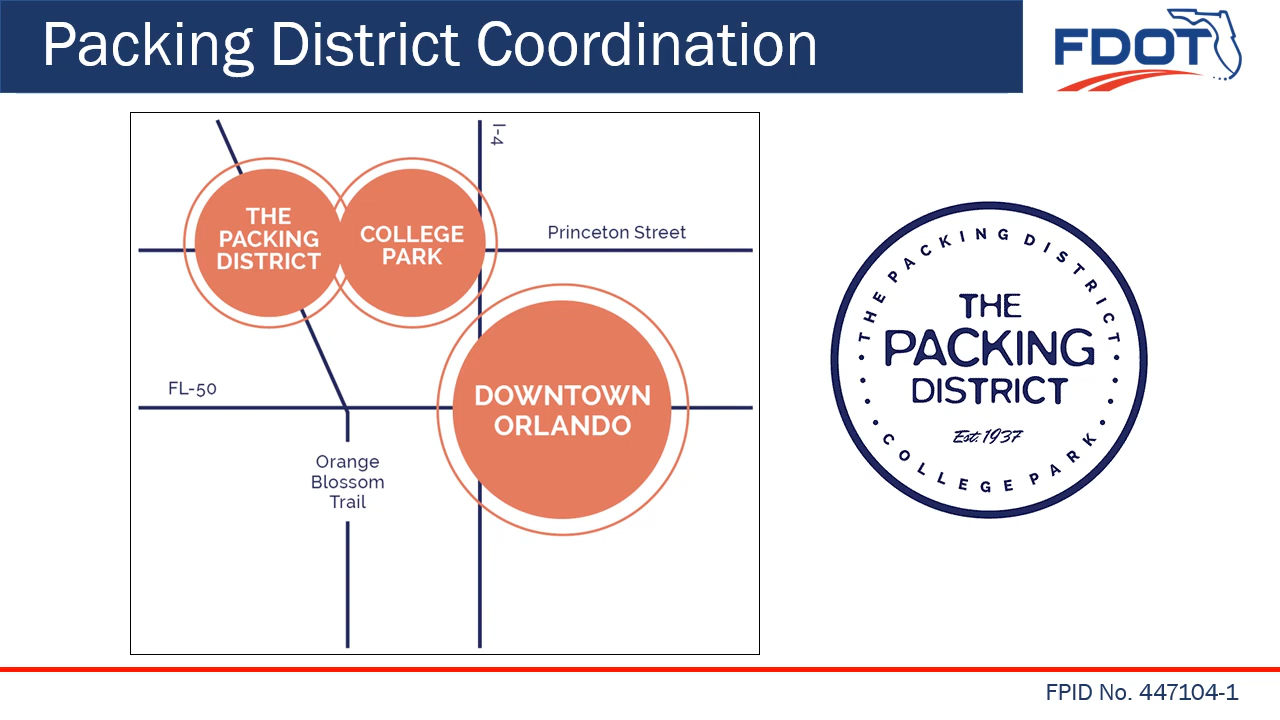 Packing District Coordination
FDOT
I-4
THE
PACKING
DISTRICT
COLLEGE
PARK
Princeton Street
FL-50
DOWNTOWN
ORLANDO
Orange
Blossom
Trail
THE PACKING DISTRICT
THE
PACKING
DISTRICT
Est. 1937
COLLEGE PARK
FPID No. 447104-1